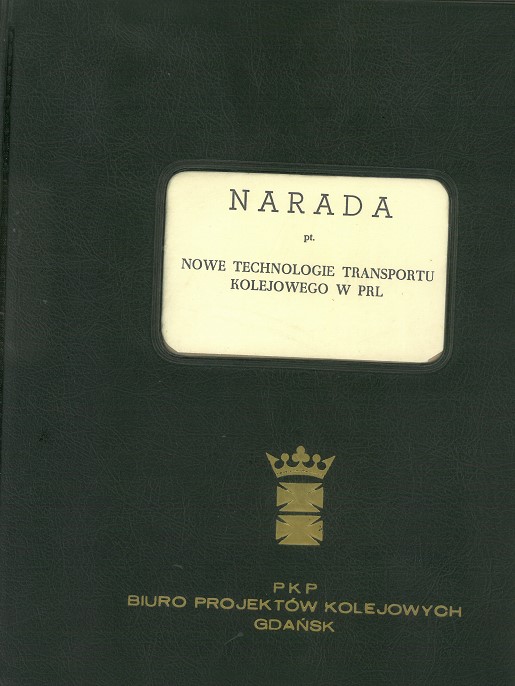 NARADA
pt.
NOWE TECHNOLOGIE TRANSPORTU
KOLEJOWEGO W PRL
PKP
BIURO PROJEKTÓW KOLEJOWYCH
GDAŃSK